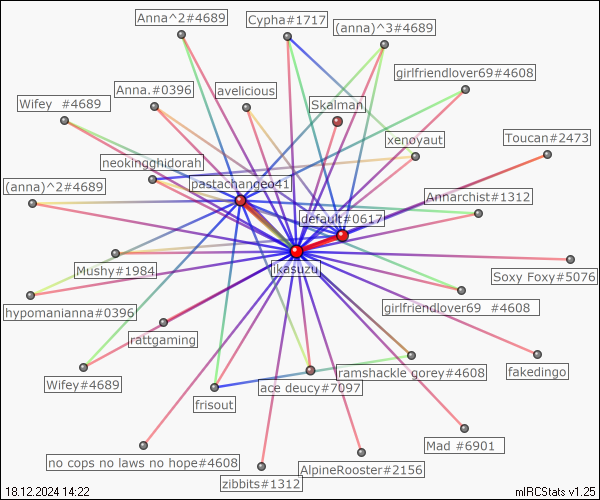 Anna^2#4689
Cypha#1717
(anna)^3#4689
girlfriendlover69#4608
Anna.#0396
avelicious
Wifey  #4689
Skalman
xenoyaut
Toucan#2473
neokingghidorah
(anna)^2#4689
pastachangeo41
Annarchist#1312
default#0617
Mushy#1984
ikasuzu
Soxy Foxy#5076
hypomanianna#0396
girlfriendlover69  #4608
rattgaming
Wifey#4689
ace deucy#7097
ramshackle gorey#4608
fakedingo
frisout
Mad  #6901
no cops no laws no hope#4608
AlpineRooster#2156
zibbits#1312
18.12.2024 14:22
mIRCStats v1.25